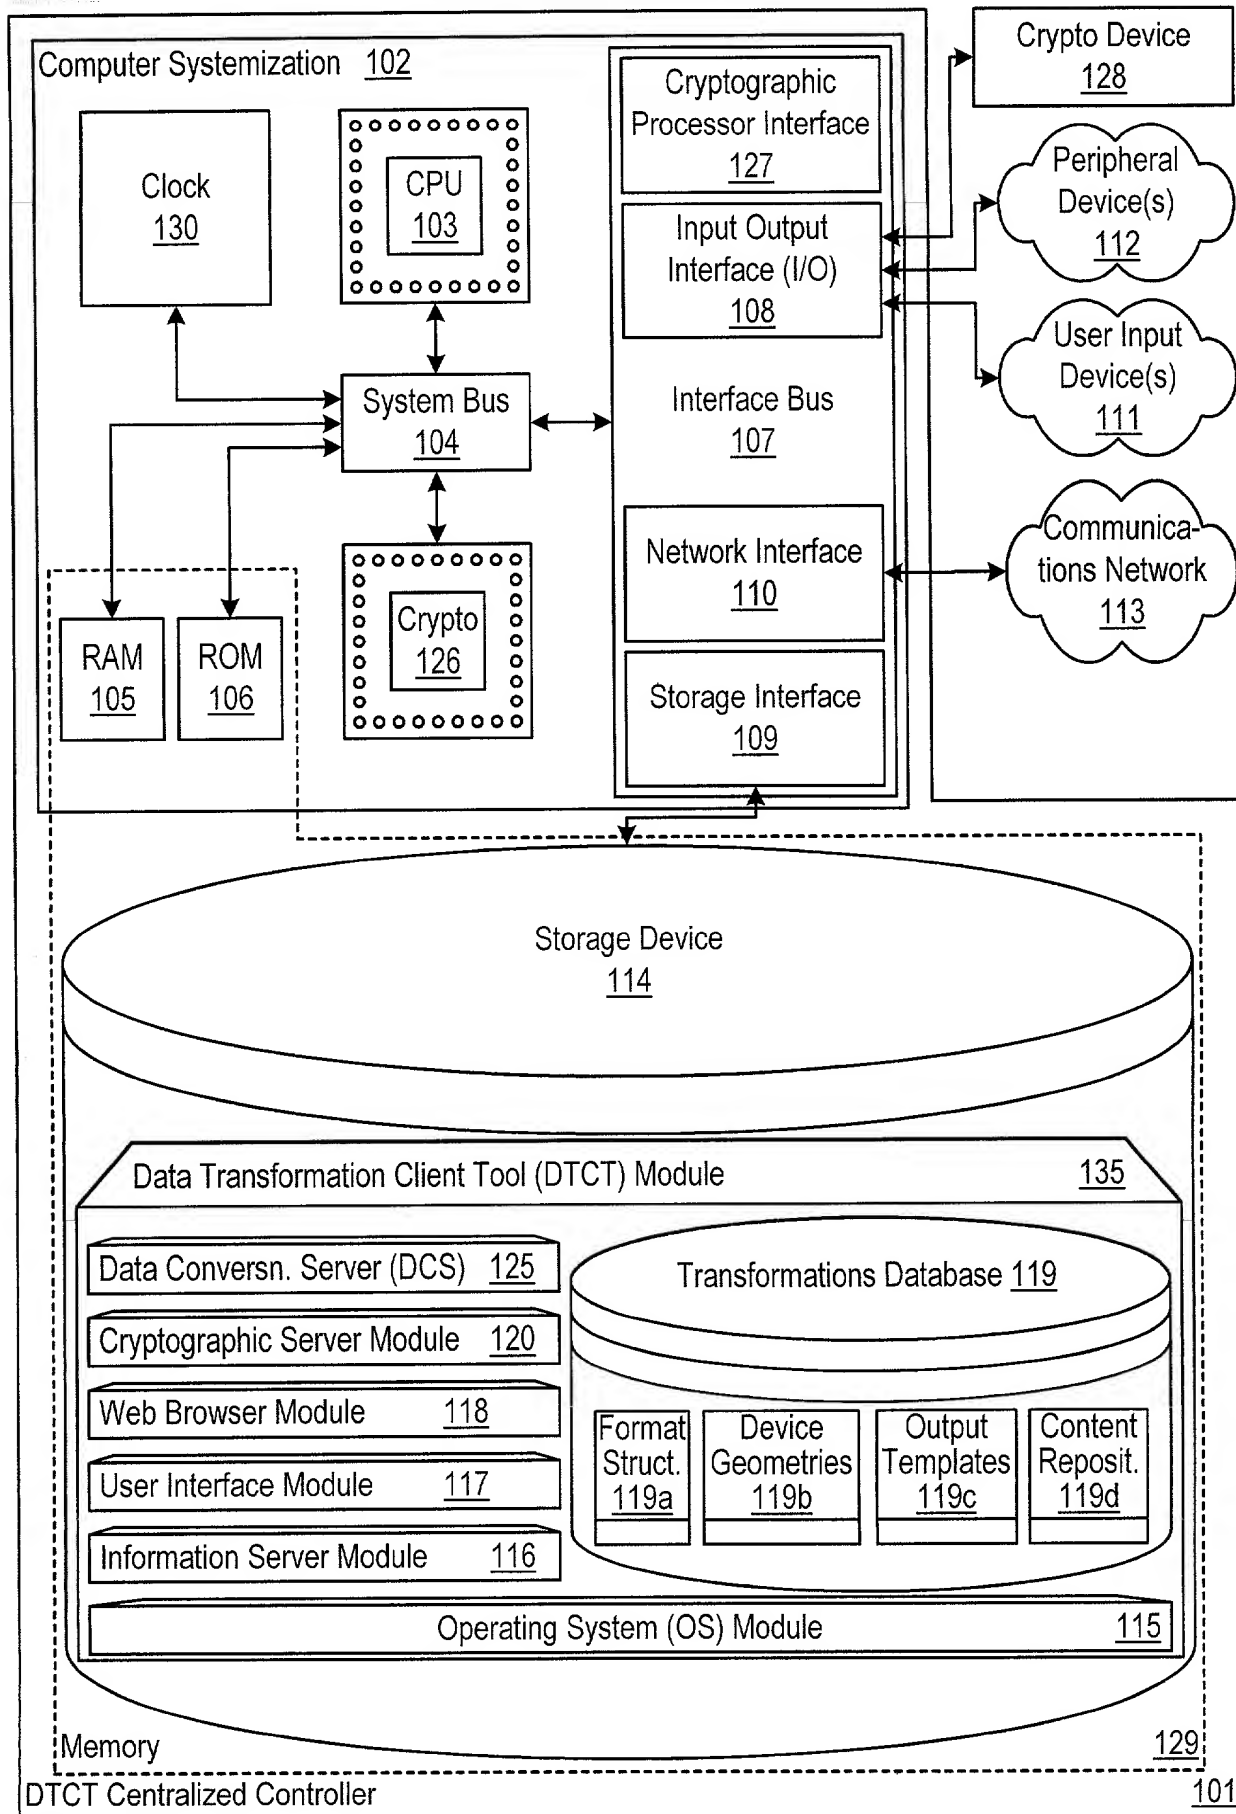 Computer Systemization 102
Clock
130
CPU
103
System Bus
104
Crypto
126
RAM
105
ROM
106
Cryptographic
Processor Interface
127
Input Output
Interface (I/O)
108
Interface Bus
107
Network Interface
110
Storage Interface
109
Crypto Device
128
Peripheral
Device(s)
112
User Input
Device(s)
111
Communica-
tions Network
113
Storage Device
114
Data Transformation Client Tool (DTCT) Module 135
Data Conversn. Server (DCS) 125
Cryptographic Server Module 120
Web Browser Module 118
User Interface Module 117
Information Server Module 116
Transformations Database 119
Format
Struct.
119a
Device
Geometries
119b
Output
Templates
119c
Content
Reposit.
119d
Operating System (OS) Module 115
Memory 129
DTCT Centralized Controller 101